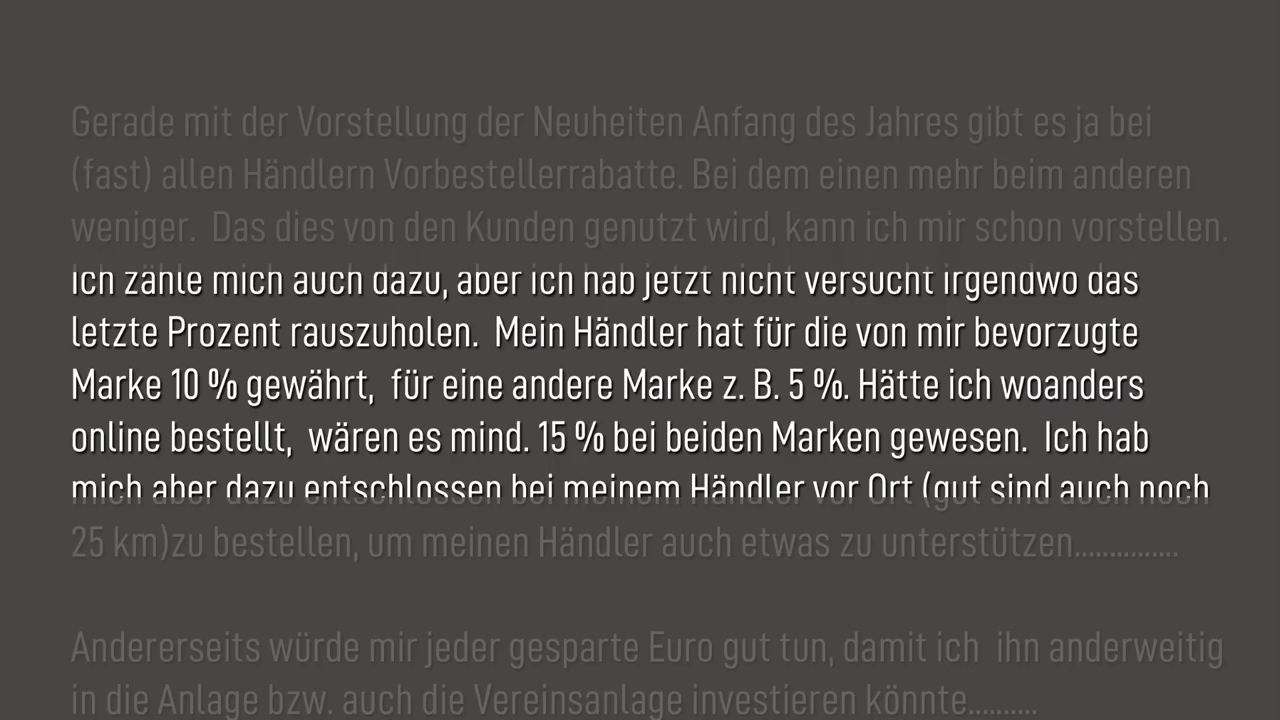 Gerade mit der Vorstellung der Neuheiten Anfang des Jahres gibt es ja bei
(fast) allen Händlern Vorbestellerrabatte. Bei dem einen mehr beim anderen
weniger.  Das dies von den Kunden genutzt wird, kann ich mir schon vorstellen.
Ich zähle mich auch dazu, aber ich hab jetzt nicht versucht irgendwo das
letzte Prozent rauszuholen.  Mein Händler hat für die von mir bevorzugte
Marke 10 % gewährt,  für eine andere Marke z. B. 5 %. Hätte ich woanders
online bestellt,  wären es mind. 15 % bei beiden Marken gewesen.  Ich hab
mich aber dazu entschlossen bei meinem Händler vor Ort (gut sind auch noch
25 km)zu bestellen, um meinen Händler auch etwas zu unterstützen...............
Andererseits würde mir jeder gesparte Euro gut tun, damit ich  ihn anderweitig
in die Anlage bzw. auch die Vereinsanlage investieren könnte..........